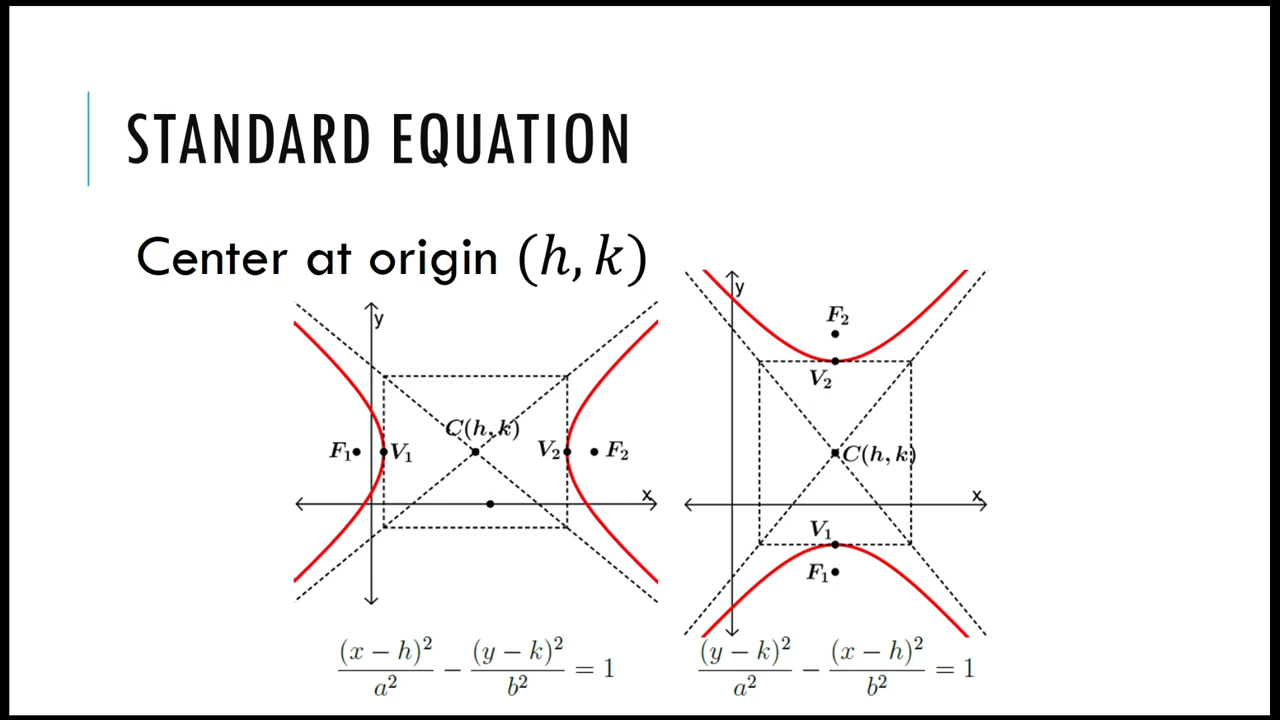 STANDARD EQUATION
Center at origin (h, k)
y
C(h, k)
F₁
V₁
V₂
F₂
x
(x − h)²/a² − (y − k)²/b² = 1
y
F₂
V₂
C(h, k)
x
V₁
F₁
(y − k)²/a² − (x − h)²/b² = 1